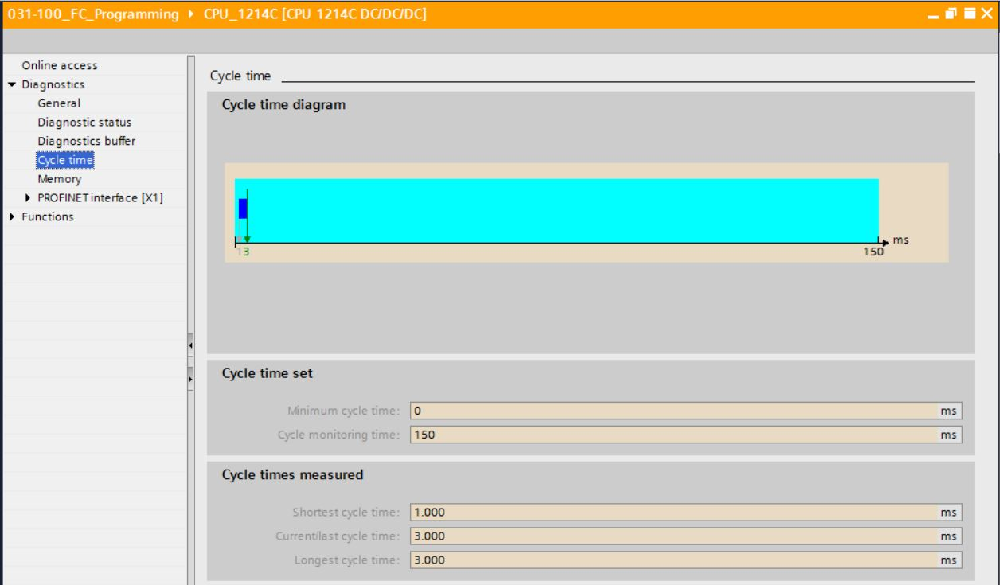 031-100_FC_Programming ▸ CPU_1214C [CPU 1214C DC/DC/DC]
Online access
Diagnostics
General
Diagnostic status
Diagnostics buffer
Cycle time
Memory
PROFINET interface [X1]
Functions
Cycle time
Cycle time diagram
ms
13
150
Cycle time set
Minimum cycle time: 0 ms
Cycle monitoring time: 150 ms
Cycle times measured
Shortest cycle time: 1.000 ms
Current/last cycle time: 3.000 ms
Longest cycle time: 3.000 ms